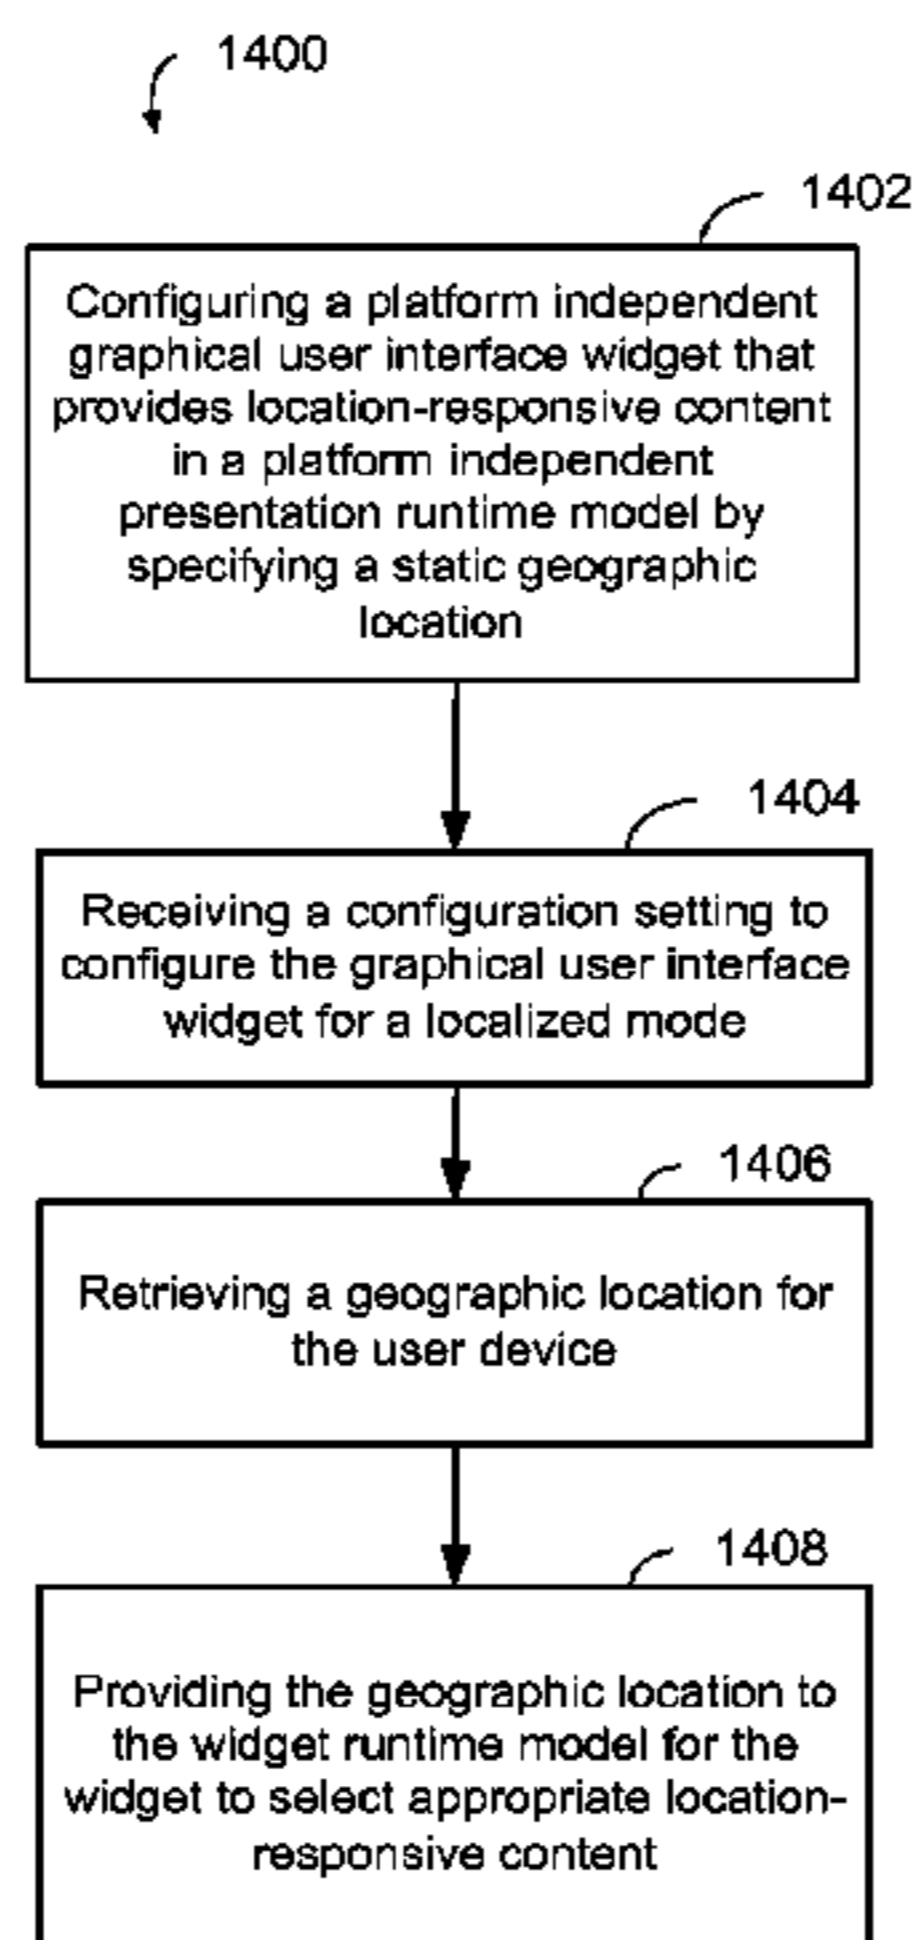 1400
1402
Configuring a platform independent
graphical user interface widget that
provides location-responsive content
in a platform independent
presentation runtime model by
specifying a static geographic
location
1404
Receiving a configuration setting to
configure the graphical user interface
widget for a localized mode
1406
Retrieving a geographic location for
the user device
1408
Providing the geographic location to
the widget runtime model for the
widget to select appropriate location-
responsive content